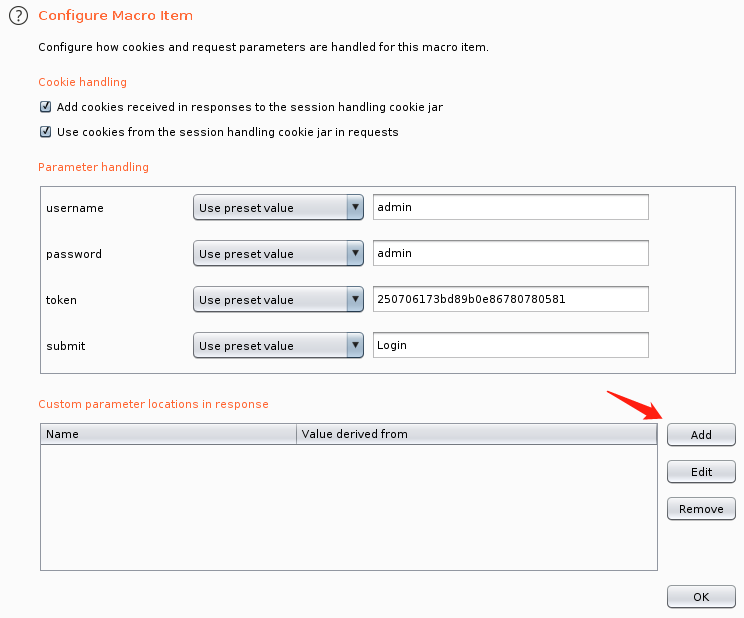 ? Configure Macro Item
Configure how cookies and request parameters are handled for this macro item.
Cookie handling
Add cookies received in responses to the session handling cookie jar
Use cookies from the session handling cookie jar in requests
Parameter handling
username Use preset value admin
password Use preset value admin
token Use preset value 250706173bd89b0e86780780581
submit Use preset value Login
Custom parameter locations in response
Name Value derived from Add
Edit
Remove
OK